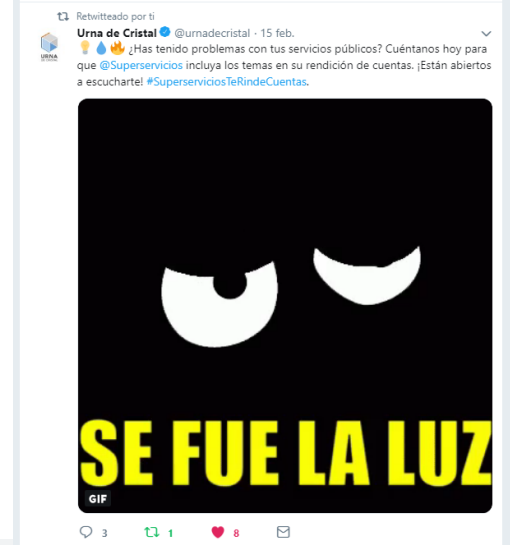 Retwitteado por ti
Urna de Cristal @urnadecristal · 15 feb.
💡💧🔥 ¿Has tenido problemas con tus servicios públicos? Cuéntanos hoy para
que @Superservicios incluya los temas en su rendición de cuentas. ¡Están abiertos
a escucharte! #SuperserviciosTeRindeCuentas.
URNA
SE FUE LA LUZ
GIF
3 1 8